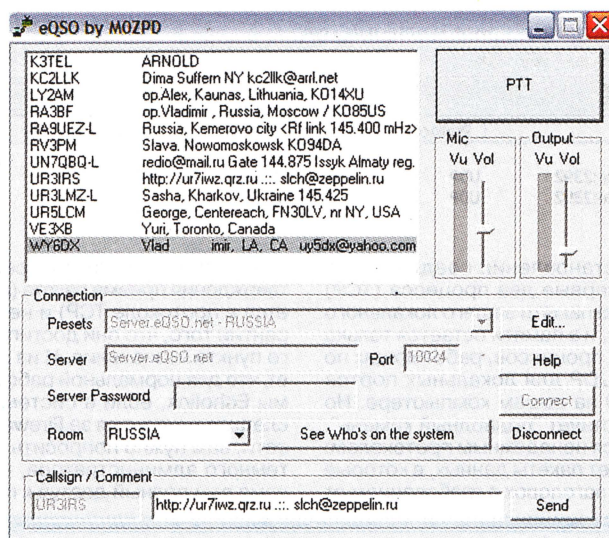 eQSO by M0ZPD
K3TEL ARNOLD
KC2LLK Dima Suffern NY kc2llk@arrl.net
LY2AM op.Alex, Kaunas, Lithuania, KO14XU
RA3BF op.Vladimir , Russia, Moscow / KO85US
RA9UEZ-L Russia, Kemerovo city <Rf link 145.400 mHz>
RV3PM Slava. Nowomoskowsk KO94DA
UN7QBQ-L redio@mail.ru Gate 144.875 Issyk Almaty reg.
UR3IRS http://ur7iwz.qrz.ru .::. slch@zeppelin.ru
UR3LMZ-L Sasha, Kharkov, Ukraine 145.425
UR5LCM George, Centereach, FN30LV, nr NY, USA
VE3XB Yuri, Toronto, Canada
WY6DX Vlad imir, LA, CA uy5dx@yahoo.com
PTT
Mic Output
Vu Vol Vu Vol
Connection
Presets Server.eQSO.net - RUSSIA Edit...
Server Server.eQSO.net Port 10024 Help
Server Password Connect
Room RUSSIA See Who's on the system Disconnect
Callsign / Comment
UR3IRS http://ur7iwz.qrz.ru .::. slch@zeppelin.ru Send